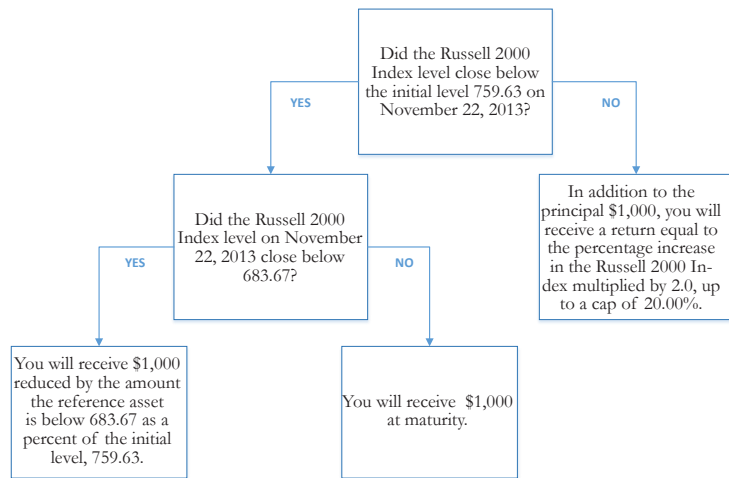 Did the Russell 2000
Index level close below
the initial level 759.63 on
November 22, 2013?
YES
NO
Did the Russell 2000
Index level on November
22, 2013 close below
683.67?
In addition to the
principal $1,000, you will
receive a return equal to
the percentage increase
in the Russell 2000 In-
dex multiplied by 2.0, up
to a cap of 20.00%.
YES
NO
You will receive $1,000
reduced by the amount
the reference asset
is below 683.67 as a
percent of the initial
level, 759.63.
You will receive $1,000
at maturity.